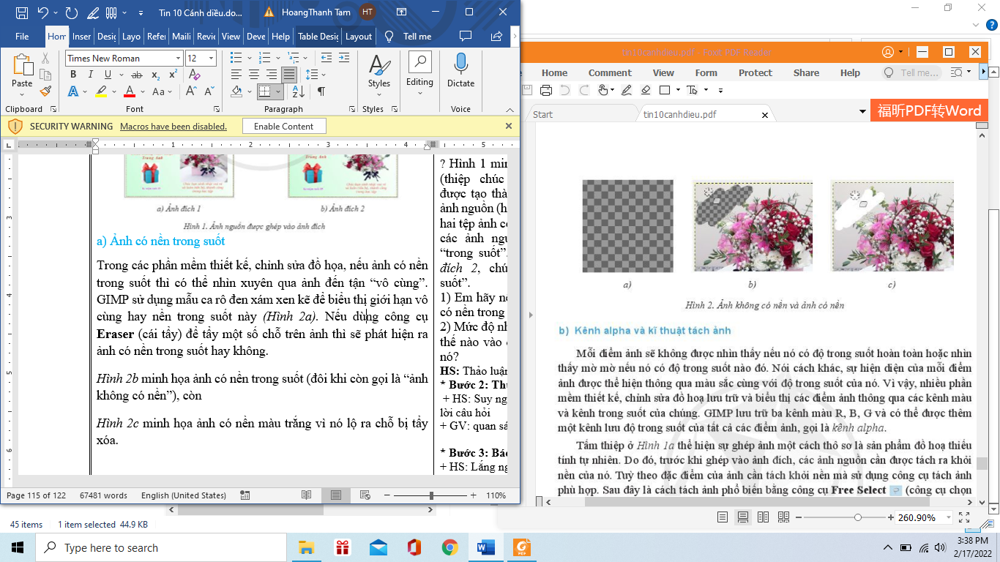 Tin 10 Cánh diều.do...
HoangThanh Tam
HT
File Hom Inser Desig Layo Refer Maili Revie View Deve Help Table Desig Layout Tell me
Times New Roman 12
Paste
Styles
Editing
Dictate
Clipboard Font Paragraph Styles Voice
SECURITY WARNING Macros have been disabled. Enable Content
1 2 3 4 5
a) Ảnh đích 1 b) Ảnh đích 2
Hình 1. Ảnh nguồn được ghép vào ảnh đích
a) Ảnh có nền trong suốt
Trong các phần mềm thiết kế, chỉnh sửa đồ họa, nếu ảnh có nền
trong suốt thì có thể nhìn xuyên qua ảnh đến tận “vô cùng”.
GIMP sử dụng mẫu ca rô đen xám xen kẽ để biểu thị giới hạn vô
cùng hay nền trong suốt này (Hình 2a). Nếu dùng công cụ
Eraser (cái tẩy) để tẩy một số chỗ trên ảnh thì sẽ phát hiện ra
ảnh có nền trong suốt hay không.
Hình 2b minh họa ảnh có nền trong suốt (đôi khi còn gọi là “ảnh
không có nền”), còn
Hình 2c minh họa ảnh có nền màu trắng vì nó lộ ra chỗ bị tẩy
xóa.
? Hình 1 min
(thiệp chúc
được tạo thà
ảnh nguồn (h
hai tệp ảnh c
các ảnh ngu
“trong suốt”.
đích 2, chú
suốt”.
1) Em hãy n
có nền trong
2) Mức độ nh
thế nào vào
nó?
HS: Thảo luận
* Bước 2: Thự
+ HS: Suy ng
lời câu hỏi
+ GV: quan sá
* Bước 3: Báo
+ HS: Lắng ng
Page 115 of 122 67481 words English (United States) 110%
45 items 1 item selected 44.9 KB
tin10canhdieu.pdf - Foxit PDF Reader
Home Comment View Form Protect Share Help Tell me...
Start tin10canhdieu.pdf
福昕PDF转Word
a) b) c)
Hình 2. Ảnh không có nền và ảnh có nền
b) Kênh alpha và kĩ thuật tách ảnh
Mỗi điểm ảnh sẽ không được nhìn thấy nếu nó có độ trong suốt hoàn toàn hoặc nhìn
thấy mờ mờ nếu nó có độ trong suốt nào đó. Nói cách khác, sự hiện diện của mỗi điểm
ảnh được thể hiện thông qua màu sắc cùng với độ trong suốt của nó. Vì vậy, nhiều phần
mềm thiết kế, chỉnh sửa đồ hoạ lưu trữ và biểu thị các điểm ảnh thông qua các kênh màu
và kênh trong suốt của chúng. GIMP lưu trữ ba kênh màu R, B, G và có thể được thêm
một kênh lưu độ trong suốt của tất cả các điểm ảnh, gọi là kênh alpha.
Tấm thiệp ở Hình 1a thể hiện sự ghép ảnh một cách thô sơ là sản phẩm đồ hoạ thiếu
tính tự nhiên. Do đó, trước khi ghép vào ảnh đích, các ảnh nguồn cần được tách ra khỏi
nền của nó. Tuỳ theo đặc điểm của ảnh cần tách khỏi nền mà sử dụng công cụ tách ảnh
phù hợp. Sau đây là cách tách ảnh phổ biến bằng công cụ Free Select (công cụ chọn
260.90%
Type here to search
3:38 PM
2/17/2022